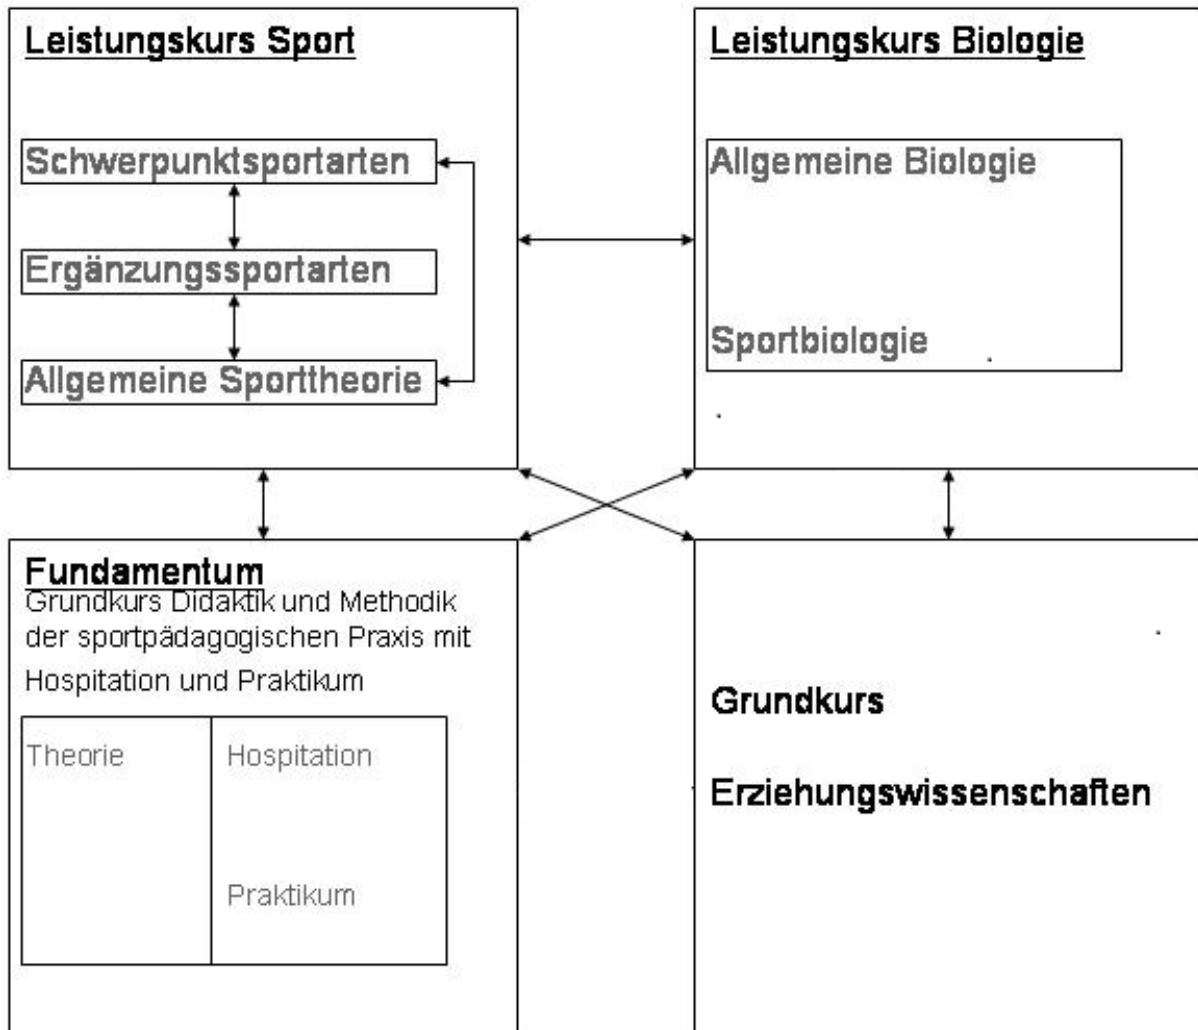 Leistungskurs Sport
Schwerpunktsportarten
Ergänzungssportarten
Allgemeine Sporttheorie
Leistungskurs Biologie
Allgemeine Biologie
Sportbiologie
Fundamentum
Grundkurs Didaktik und Methodik
der sportpädagogischen Praxis mit
Hospitation und Praktikum
Theorie
Hospitation
Praktikum
Grundkurs
Erziehungswissenschaften